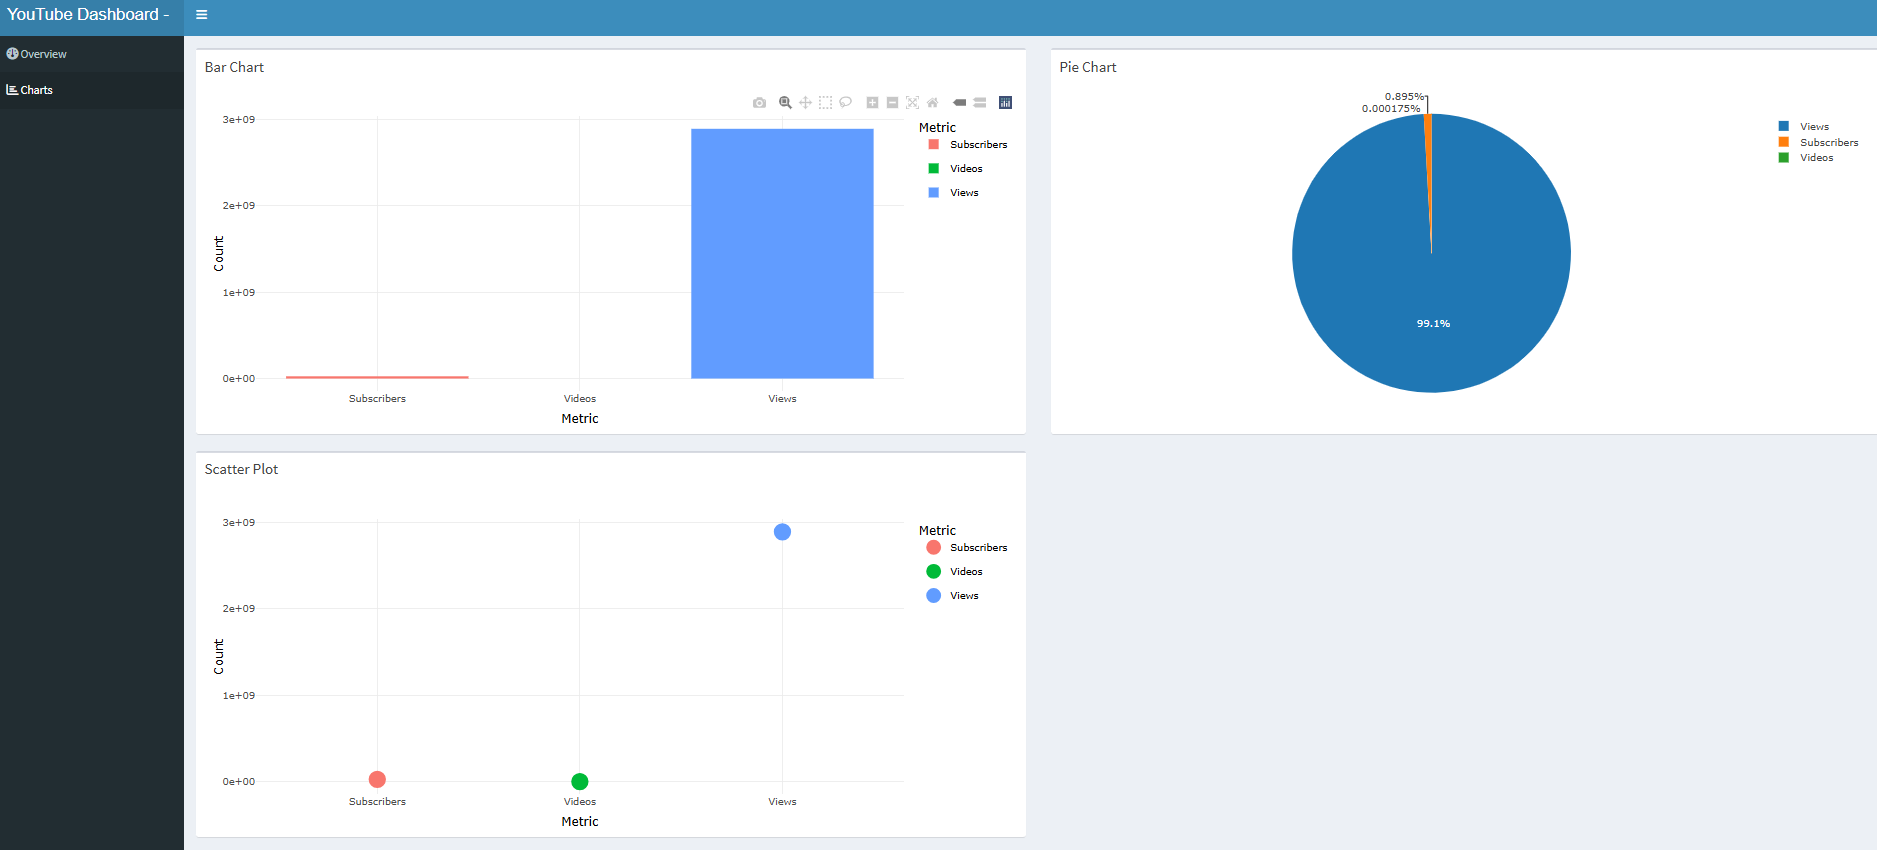 YouTube Dashboard -
Overview
Charts
Bar Chart
3e+09
2e+09
1e+09
0e+00
Count
Subscribers
Videos
Views
Metric
Metric
Subscribers
Videos
Views
Pie Chart
0.895%
0.000175%
99.1%
Views
Subscribers
Videos
Scatter Plot
3e+09
2e+09
1e+09
0e+00
Count
Subscribers
Videos
Views
Metric
Metric
Subscribers
Videos
Views